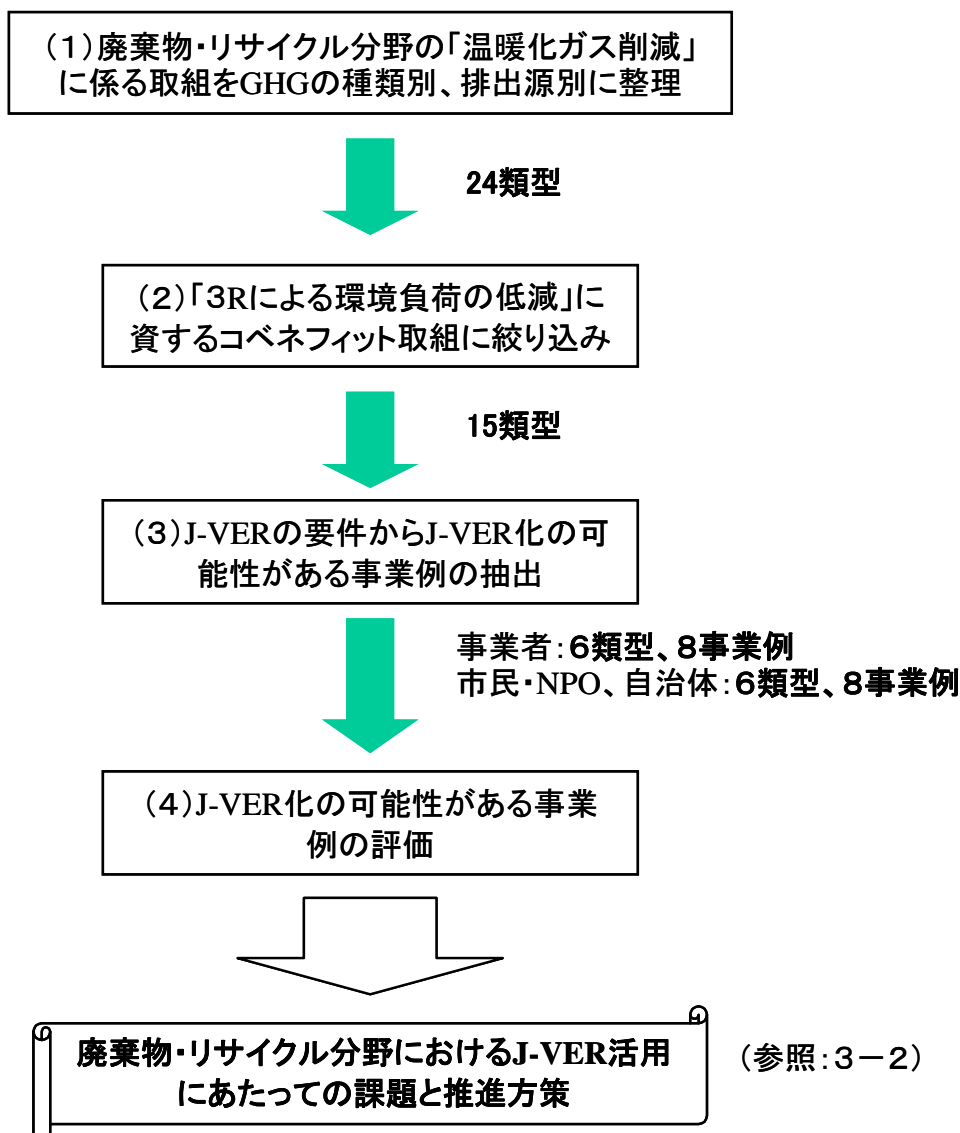 (1)廃棄物・リサイクル分野の「温暖化ガス削減」
に係る取組をGHGの種類別、排出源別に整理
24類型
(2)「3Rによる環境負荷の低減」に
資するコベネフィット取組に絞り込み
15類型
(3)J-VERの要件からJ-VER化の可
能性がある事業例の抽出
事業者:6類型、8事業例
市民・NPO、自治体:6類型、8事業例
(4)J-VER化の可能性がある事業
例の評価
廃棄物・リサイクル分野におけるJ-VER活用
にあたっての課題と推進方策
(参照:3-2)